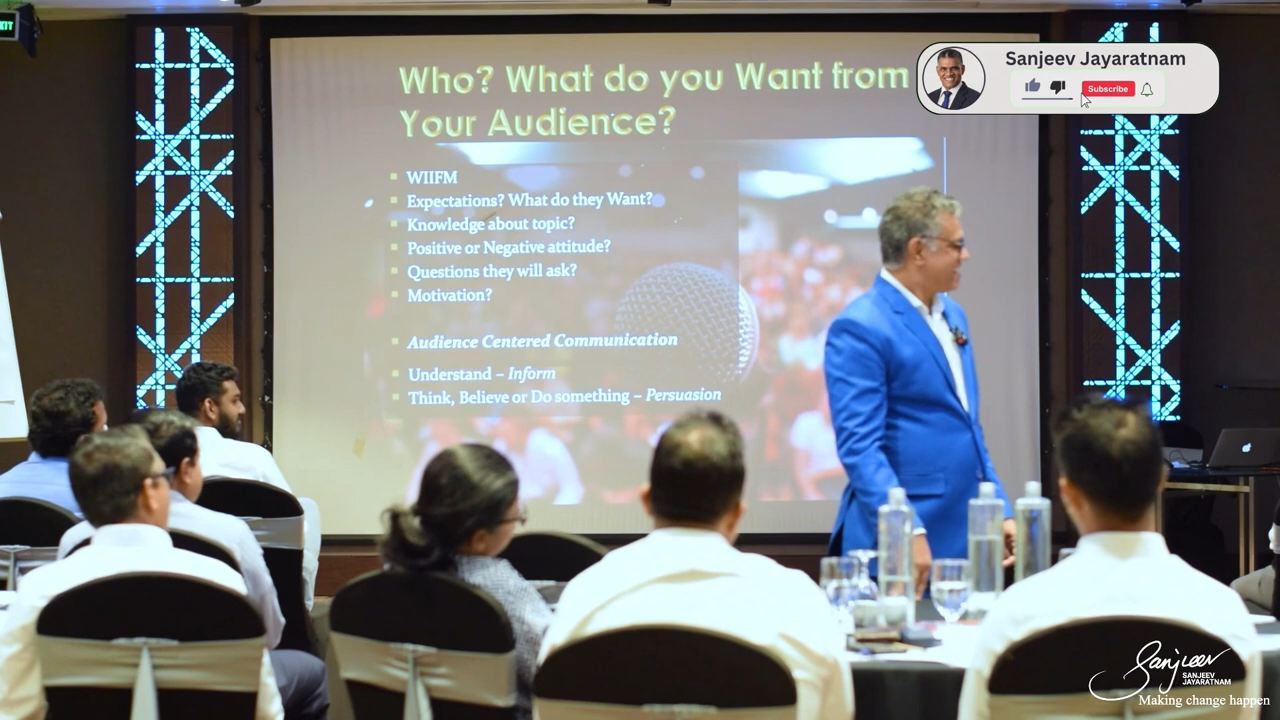 XIT
Sanjeev Jayaratnam
Subscribe
Who? What do you Want from
Your Audience?
WIIFM
Expectations? What do they Want?
Knowledge about topic?
Positive or Negative attitude?
Questions they will ask?
Motivation?
Audience Centered Communication
Understand – Inform
Think, Believe or Do something – Persuasion
Sanjeev
SANJEEV
JAYARATNAM
Making change happen